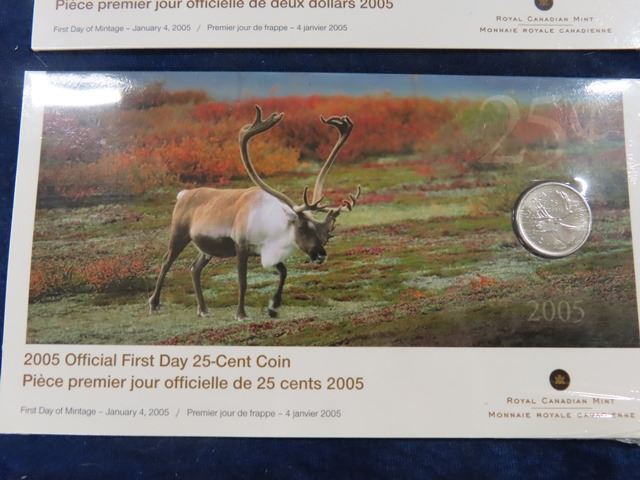 Pièce premier jour officielle de deux dollars 2005
First Day of Mintage – January 4, 2005 / Premier jour de frappe – 4 janvier 2005
ROYAL CANADIAN MINT
MONNAIE ROYALE CANADIENNE
25¢
2005
2005 Official First Day 25-Cent Coin
Pièce premier jour officielle de 25 cents 2005
First Day of Mintage – January 4, 2005 / Premier jour de frappe – 4 janvier 2005
ROYAL CANADIAN MINT
MONNAIE ROYALE CANADIENNE